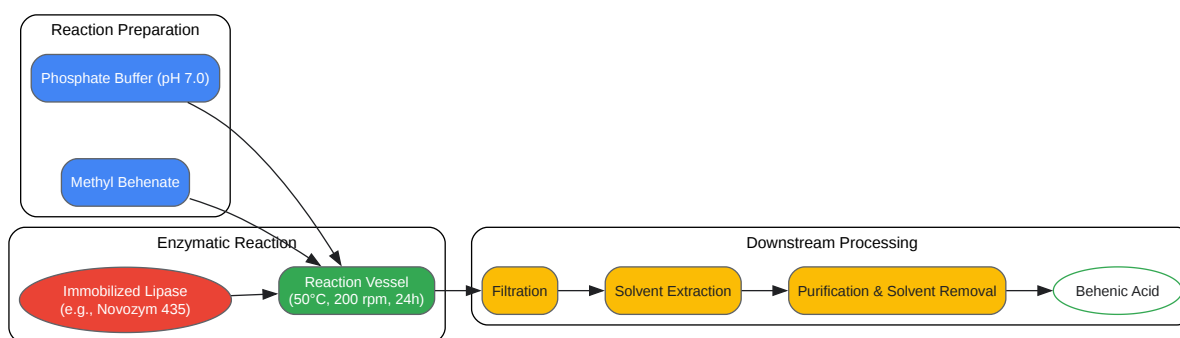 Reaction Preparation
Phosphate Buffer (pH 7.0)
Methyl Behenate
Enzymatic Reaction
Immobilized Lipase
(e.g., Novozym 435)
Reaction Vessel
(50°C, 200 rpm, 24h)
Downstream Processing
Filtration
Solvent Extraction
Purification & Solvent Removal
Behenic Acid